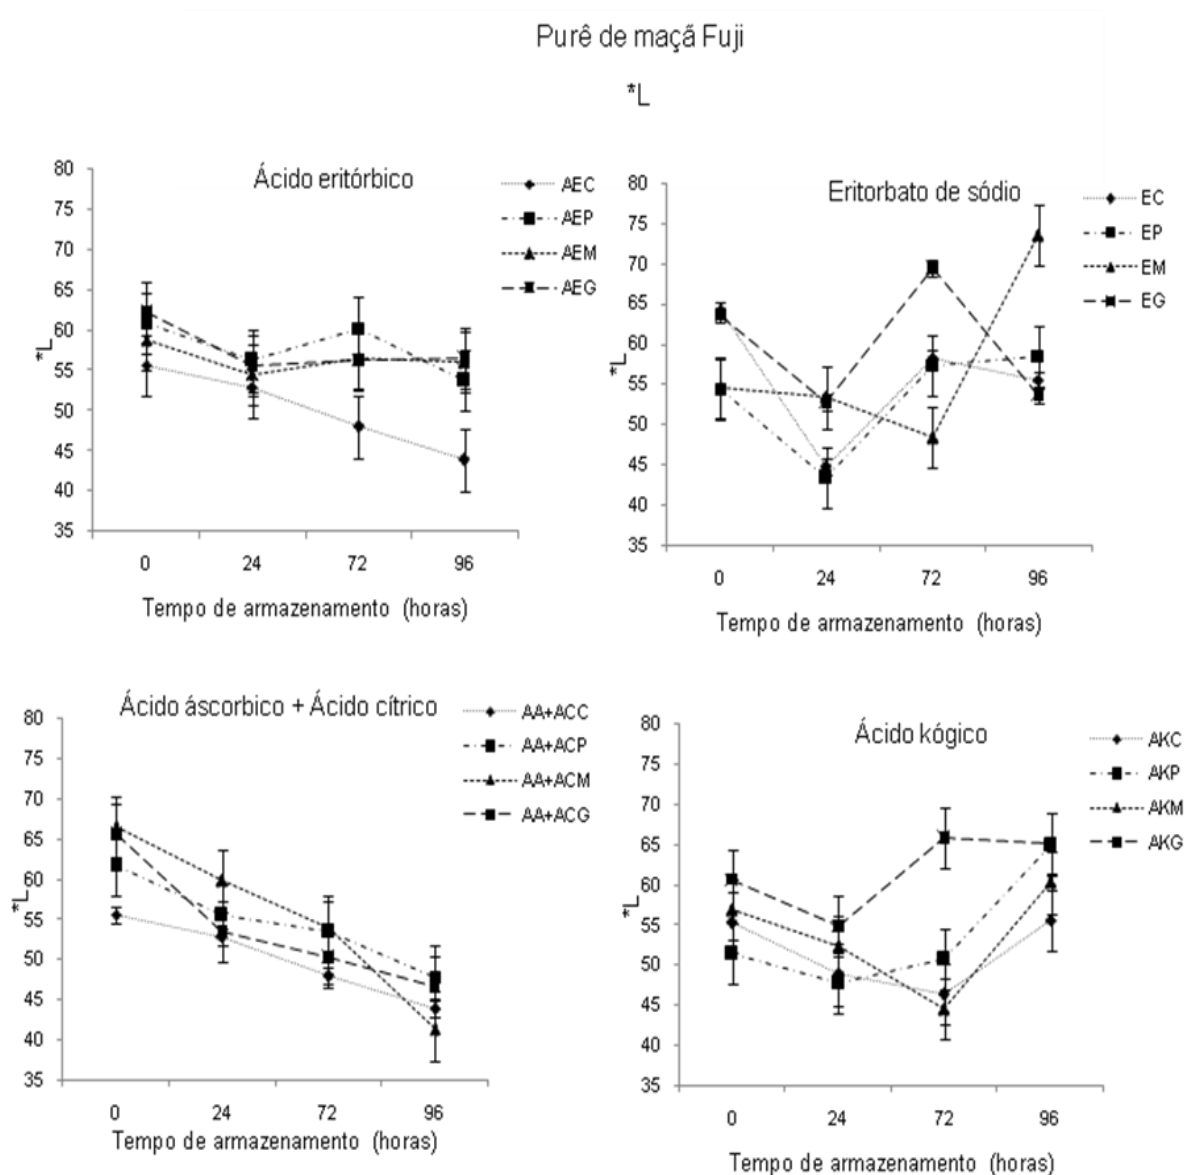 Purê de maçã Fuji
*L
Ácido eritórbico
80
75
70
65
60
55
50
45
40
35
*L
0 24 72 96
Tempo de armazenamento (horas)
AEC
AEP
AEM
AEG
Eritorbato de sódio
80
75
70
65
60
55
50
45
40
35
*L
0 24 72 96
Tempo de armazenamento (horas)
EC
EP
EM
EG
Ácido áscorbico + Ácido cítrico
80
75
70
65
60
55
50
45
40
35
*L
0 24 72 96
Tempo de armazenamento (horas)
AA+ACC
AA+ACP
AA+ACM
AA+ACG
Ácido kógico
80
75
70
65
60
55
50
45
40
35
*L
0 24 72 96
Tempo de armazenamento (horas)
AKC
AKP
AKM
AKG